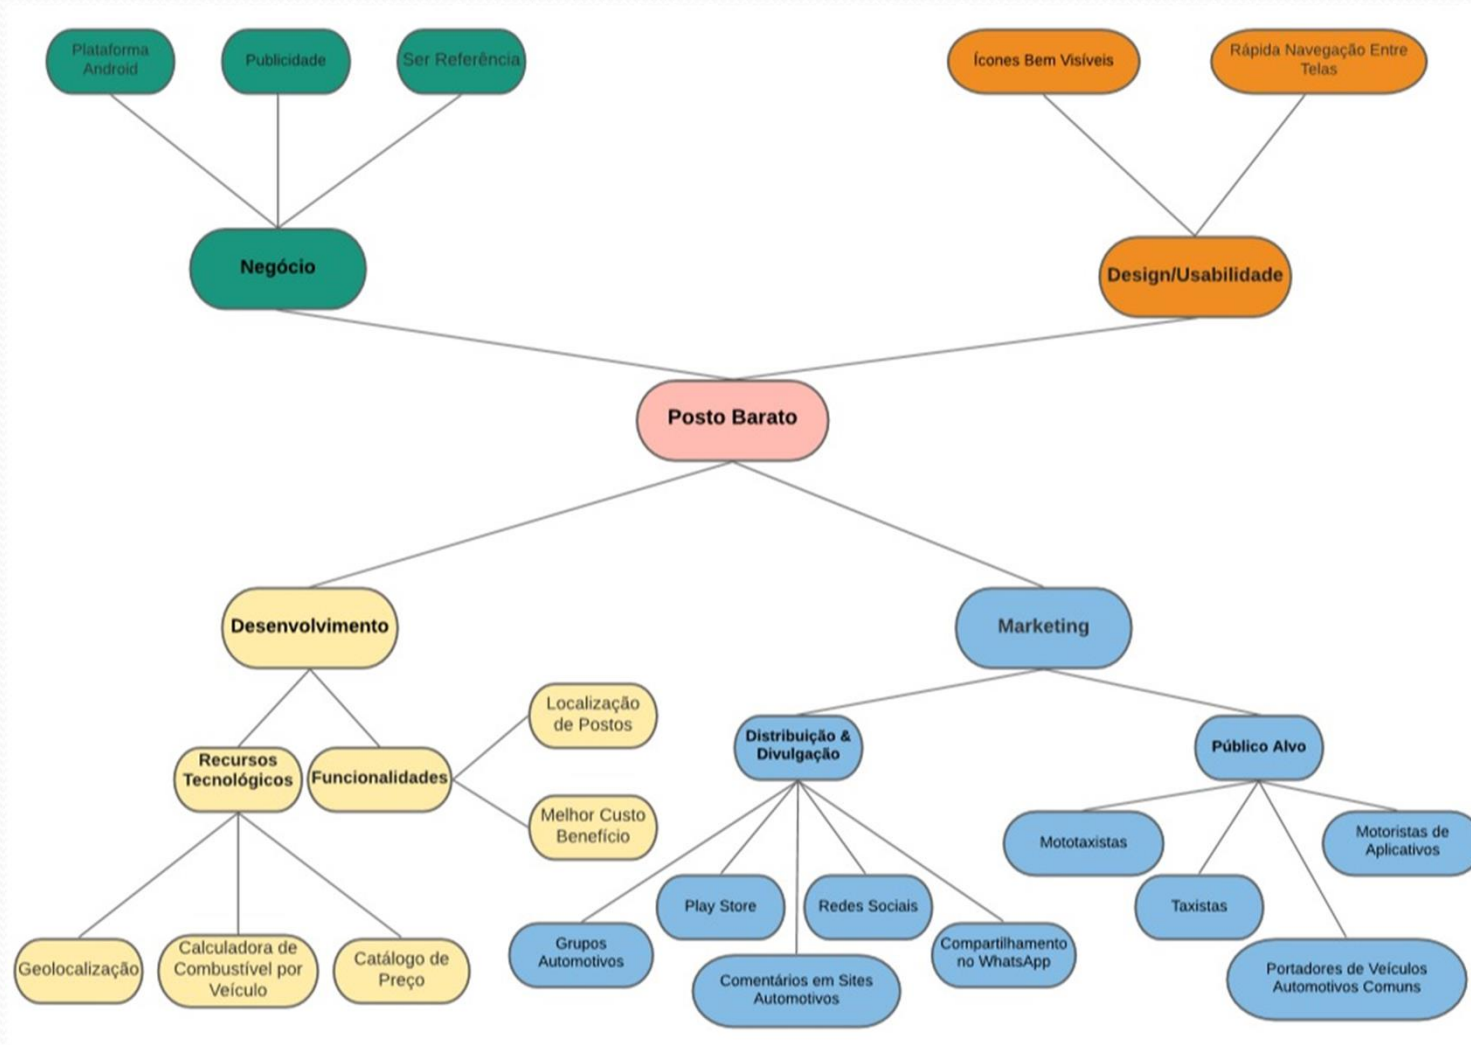 Plataforma
Android
Publicidade
Ser Referência
Ícones Bem Visíveis
Rápida Navegação Entre
Telas
Negócio
Design/Usabilidade
Posto Barato
Desenvolvimento
Marketing
Recursos
Tecnológicos
Funcionalidades
Localização
de Postos
Melhor Custo
Benefício
Geolocalização
Calculadora de
Combustível por
Veículo
Catálogo de
Preço
Distribuição &
Divulgação
Público Alvo
Grupos
Automotivos
Play Store
Comentários em Sites
Automotivos
Redes Sociais
Compartilhamento
no WhatsApp
Mototaxistas
Taxistas
Portadores de Veículos
Automotivos Comuns
Motoristas de
Aplicativos